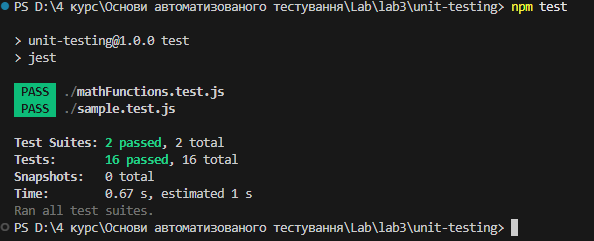 PS D:\4 курс\Основи автоматизованого тестування\Lab\lab3\unit-testing> npm test
> unit-testing@1.0.0 test
> jest
PASS ./mathFunctions.test.js
PASS ./sample.test.js
Test Suites: 2 passed, 2 total
Tests:       16 passed, 16 total
Snapshots:   0 total
Time:        0.67 s, estimated 1 s
Ran all test suites.
PS D:\4 курс\Основи автоматизованого тестування\Lab\lab3\unit-testing>